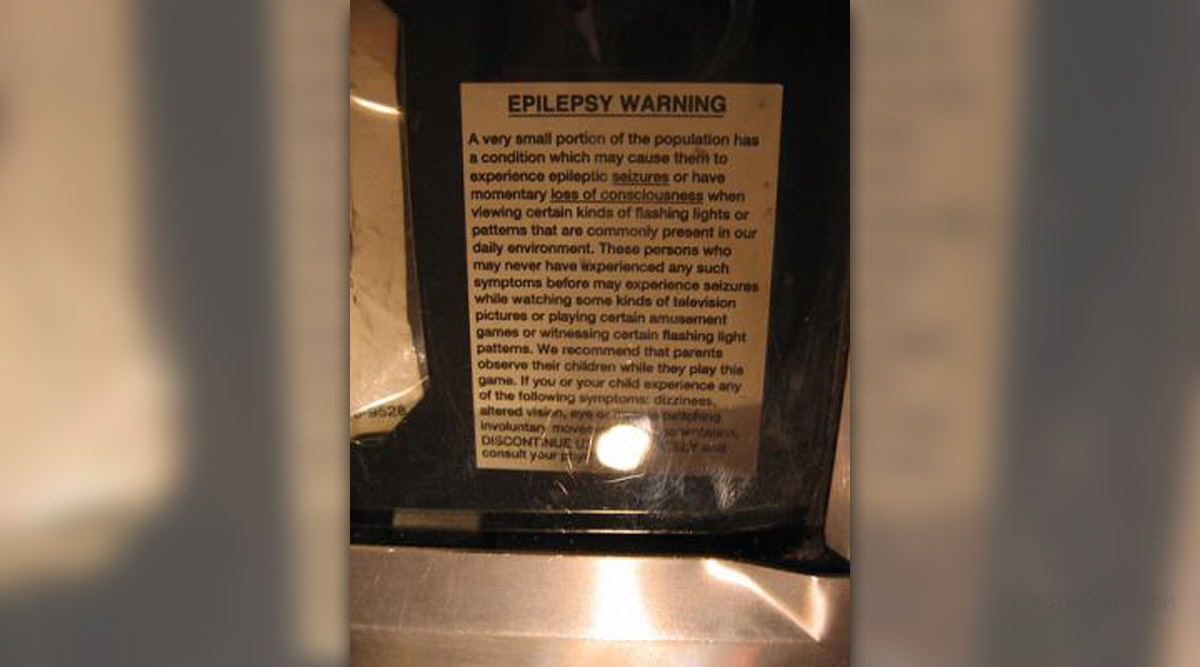 EPILEPSY WARNING
A very small portion of the population has
a condition which may cause them to
experience epileptic seizures or have
momentary loss of consciousness when
viewing certain kinds of flashing lights or
patterns that are commonly present in our
daily environment. These persons who
may never have experienced any such
symptoms before may experience seizures
while watching some kinds of television
pictures or playing certain amusement
games or witnessing certain flashing light
patterns. We recommend that parents
observe their children while they play this
game. If you or your child experience any
of the following symptoms: dizziness,
altered vision, eye or twitching
involuntary
DISCONTINUE and
consult your
9528
STEADYHEALTH.COM